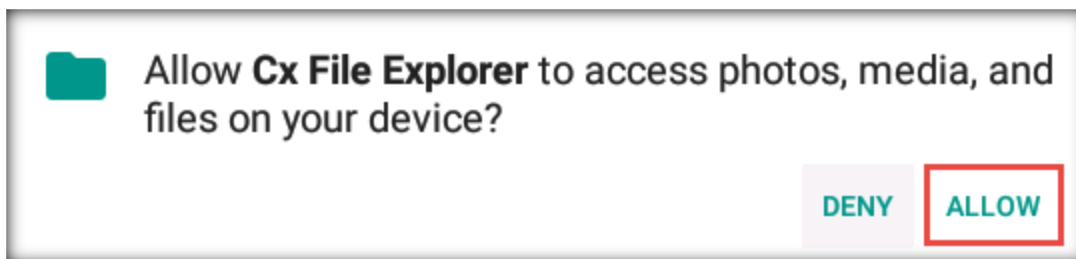 Allow Cx File Explorer to access photos, media, and
files on your device?
DENY ALLOW